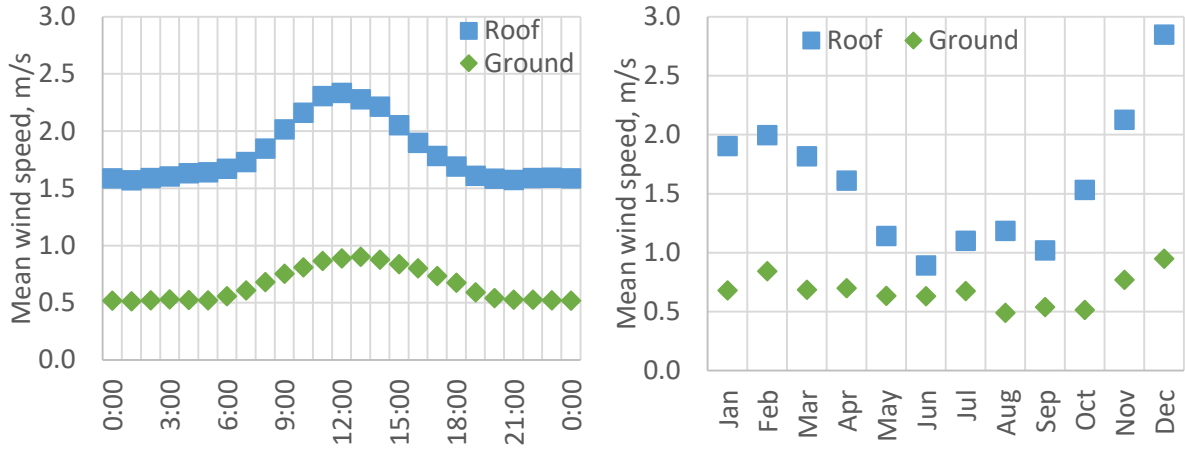 Mean wind speed, m/s
3.0
2.5
2.0
1.5
1.0
0.5
0.0
Roof
Ground
0:00
3:00
6:00
9:00
12:00
15:00
18:00
21:00
0:00
Mean wind speed, m/s
3.0
2.5
2.0
1.5
1.0
0.5
0.0
Roof Ground
Jan
Feb
Mar
Apr
May
Jun
Jul
Aug
Sep
Oct
Nov
Dec